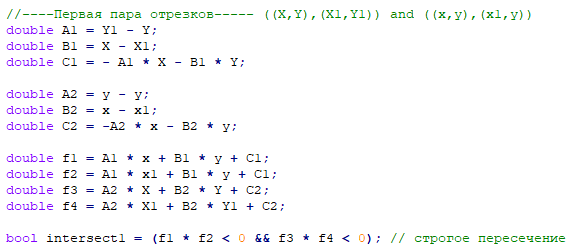 //----Первая пара отрезков----- ((X,Y),(X1,Y1)) and ((x,y),(x1,y))
double A1 = Y1 - Y;
double B1 = X - X1;
double C1 = - A1 * X - B1 * Y;
double A2 = y - y;
double B2 = x - x1;
double C2 = -A2 * x - B2 * y;
double f1 = A1 * x + B1 * y + C1;
double f2 = A1 * x1 + B1 * y + C1;
double f3 = A2 * X + B2 * Y + C2;
double f4 = A2 * X1 + B2 * Y1 + C2;
bool intersect1 = (f1 * f2 < 0 && f3 * f4 < 0); // строгое пересечение